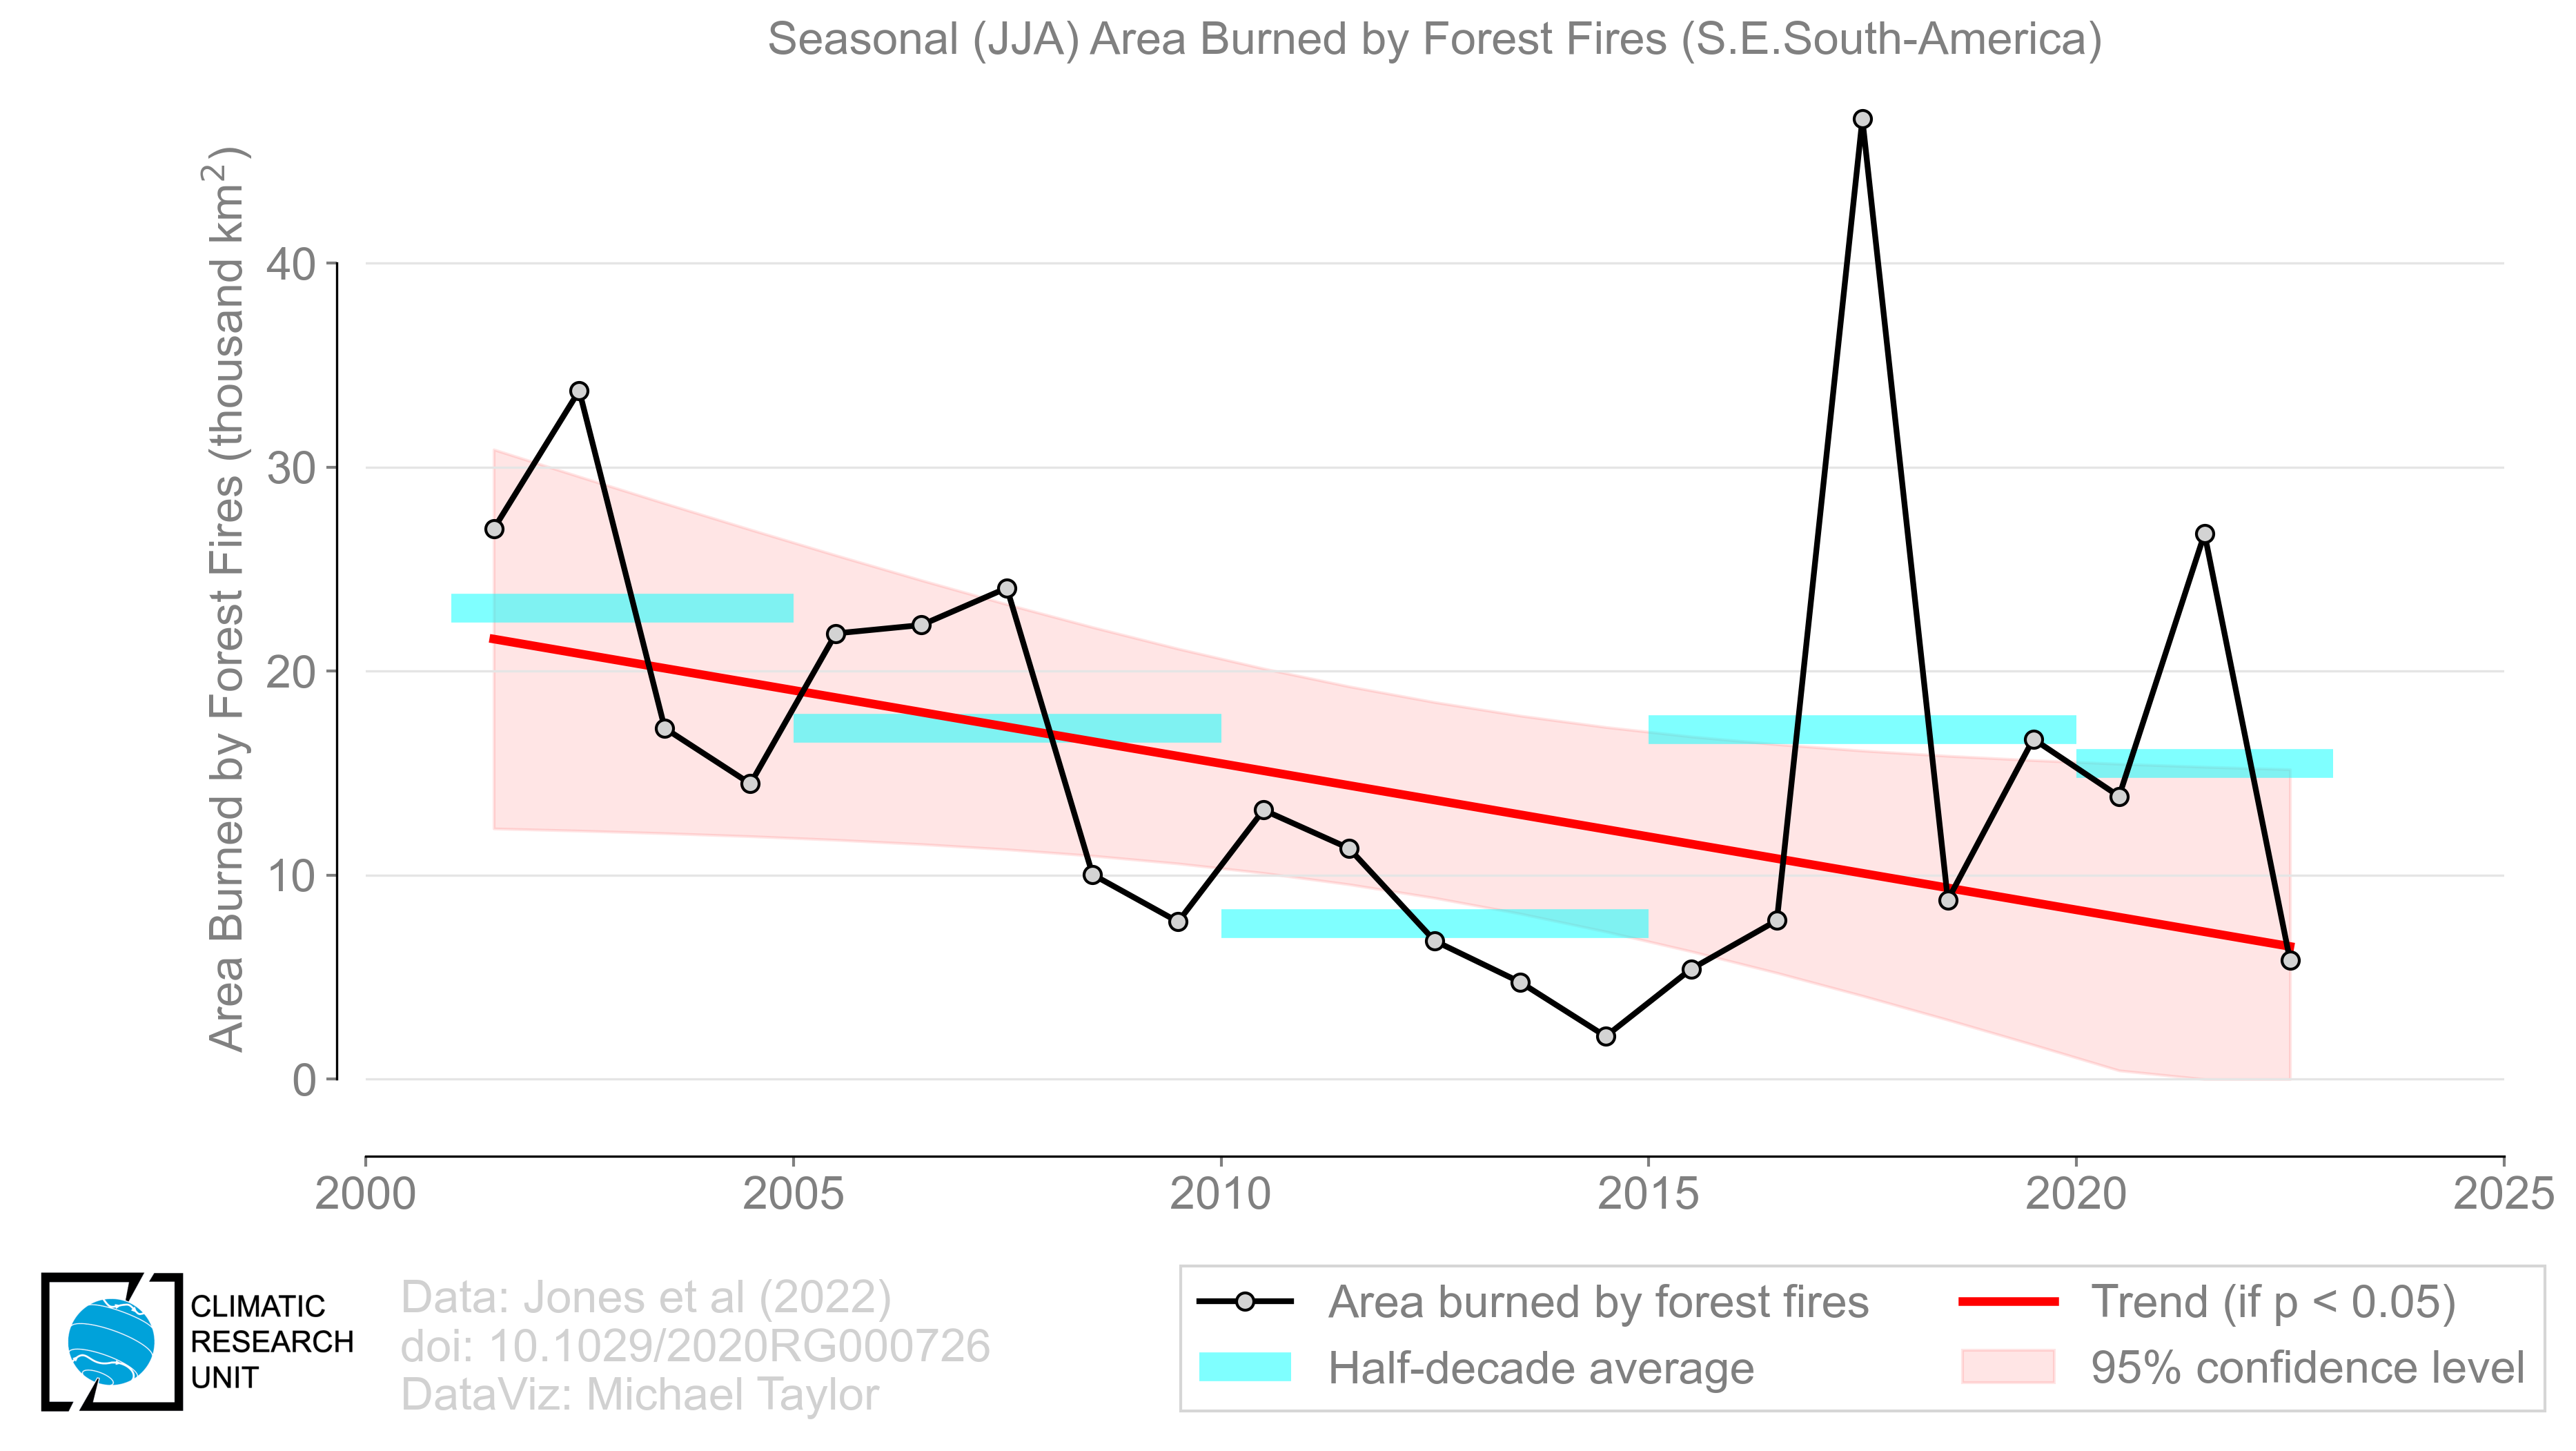 Seasonal (JJA) Area Burned by Forest Fires (S.E.South-America)
Area Burned by Forest Fires (thousand km²)
40
30
20
10
0
2000
2005
2010
2015
2020
2025
CLIMATIC
RESEARCH
UNIT
Data: Jones et al (2022)
doi: 10.1029/2020RG000726
DataViz: Michael Taylor
Area burned by forest fires
Half-decade average
Trend (if p < 0.05)
95% confidence level